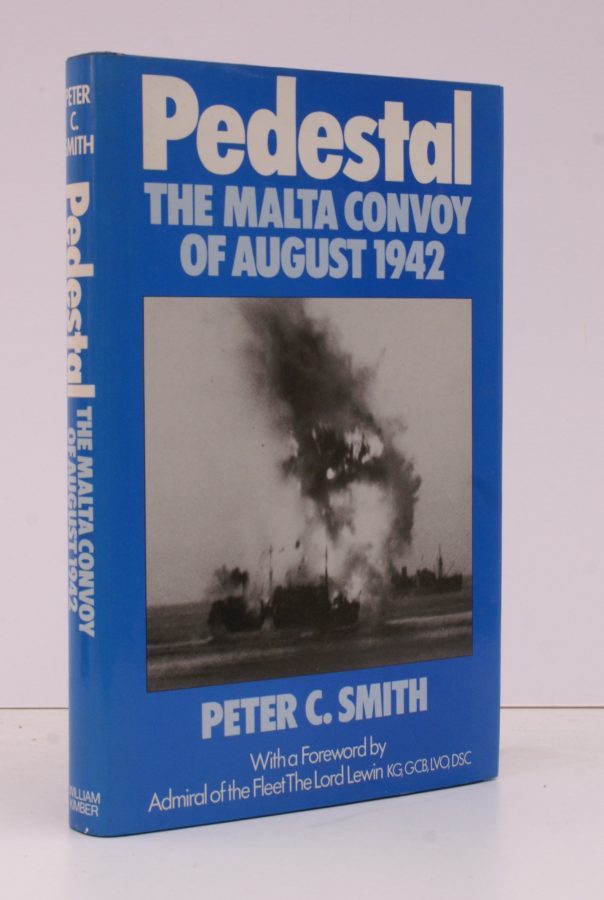 PETER
C.
SMITH
Pedestal
THE MALTA CONVOY
OF AUGUST 1942
WILLIAM
KIMBER
Pedestal
THE MALTA CONVOY
OF AUGUST 1942
PETER C. SMITH
With a Foreword by
Admiral of the Fleet The Lord Lewin KG, GCB, LVO, DSC